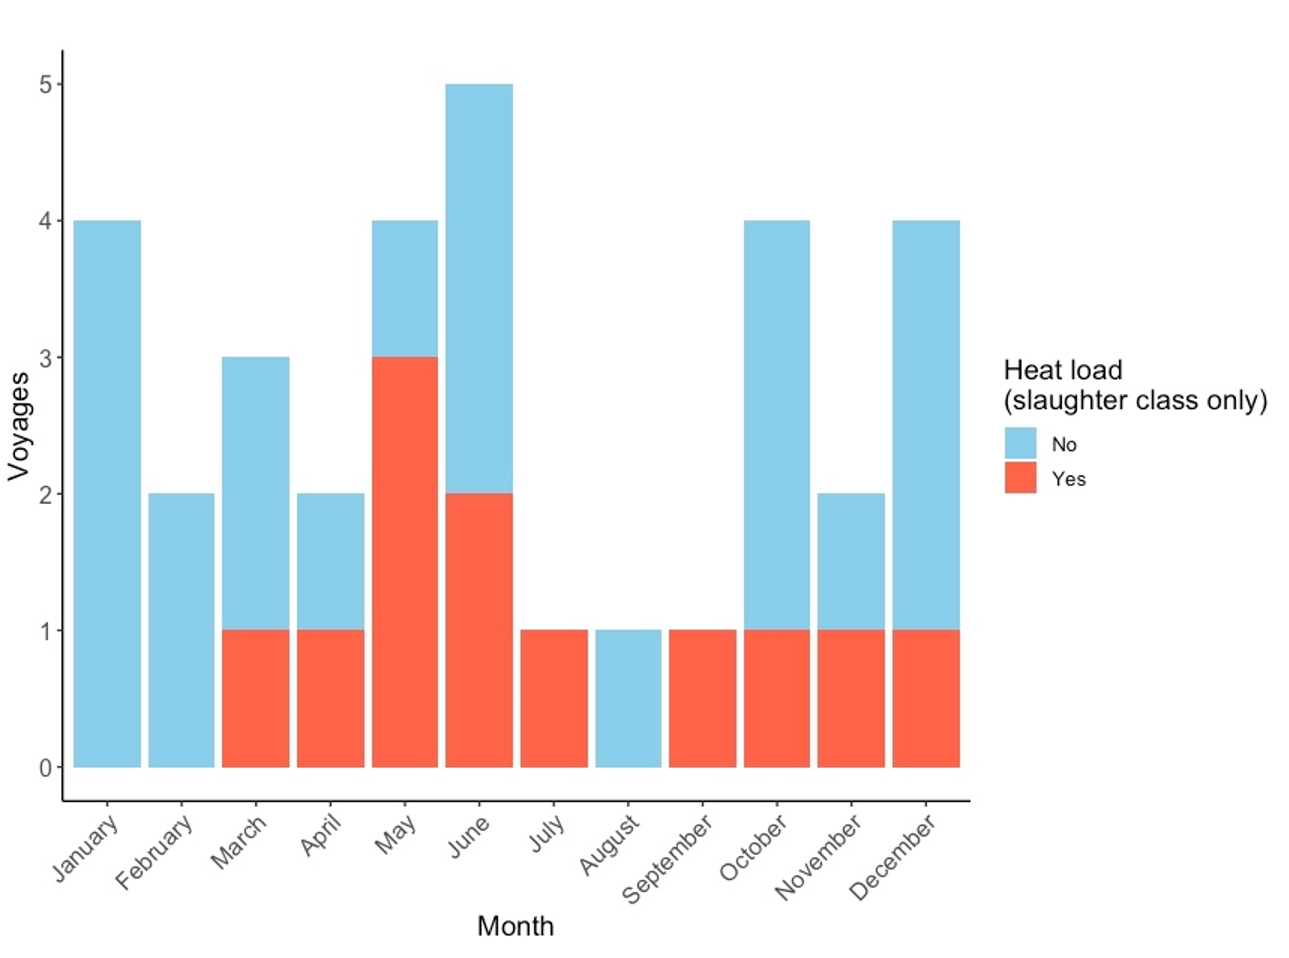 5
4
3
2
1
0
Voyages
January
February
March
April
May
June
July
August
September
October
November
December
Month
Heat load
(slaughter class only)
No
Yes